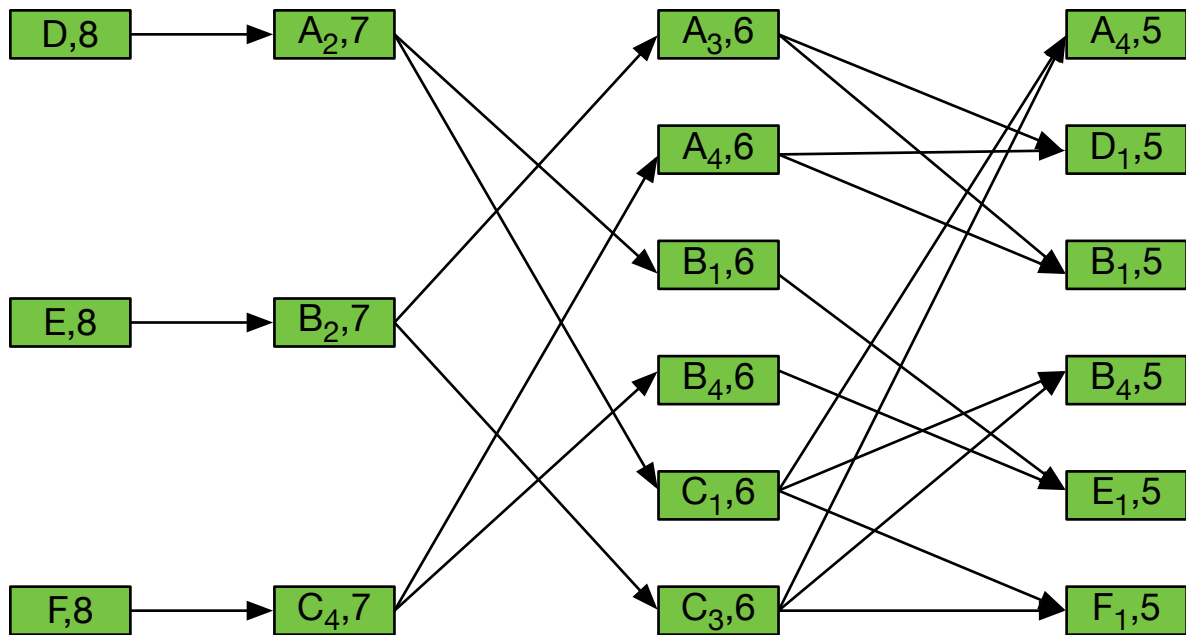 D,8
A₂,7
A₃,6
A₄,5
A₄,6
D₁,5
B₁,6
B₁,5
E,8
B₂,7
B₄,6
B₄,5
C₁,6
E₁,5
F,8
C₄,7
C₃,6
F₁,5